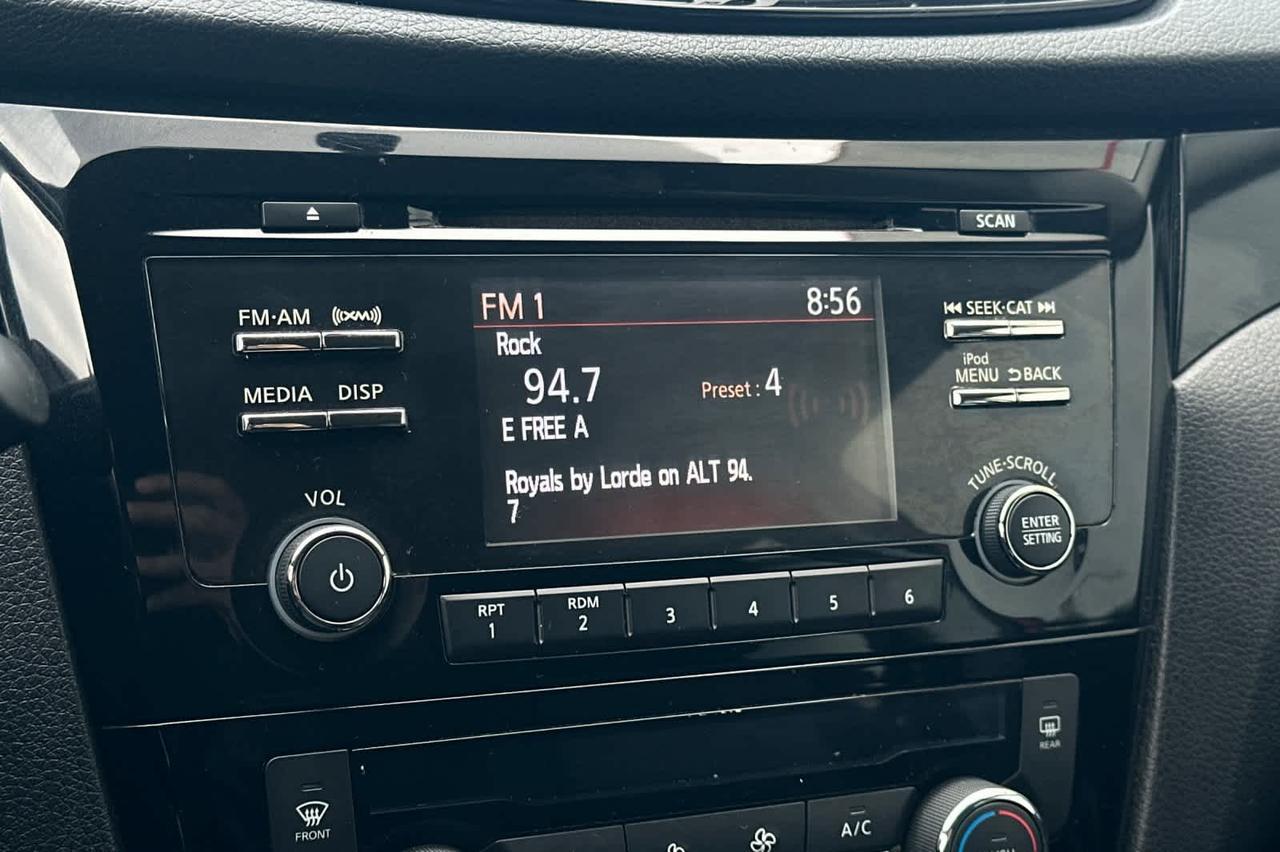 SCAN
FM·AM
((XM))
MEDIA
DISP
VOL
FM 1
8:56
Rock
94.7
Preset : 4
E FREE A
Royals by Lorde on ALT 94.
7
SEEK·CAT
iPod
MENU
BACK
TUNE·SCROLL
ENTER
SETTING
RPT
1
RDM
2
3
4
5
6
REAR
FRONT
A/C